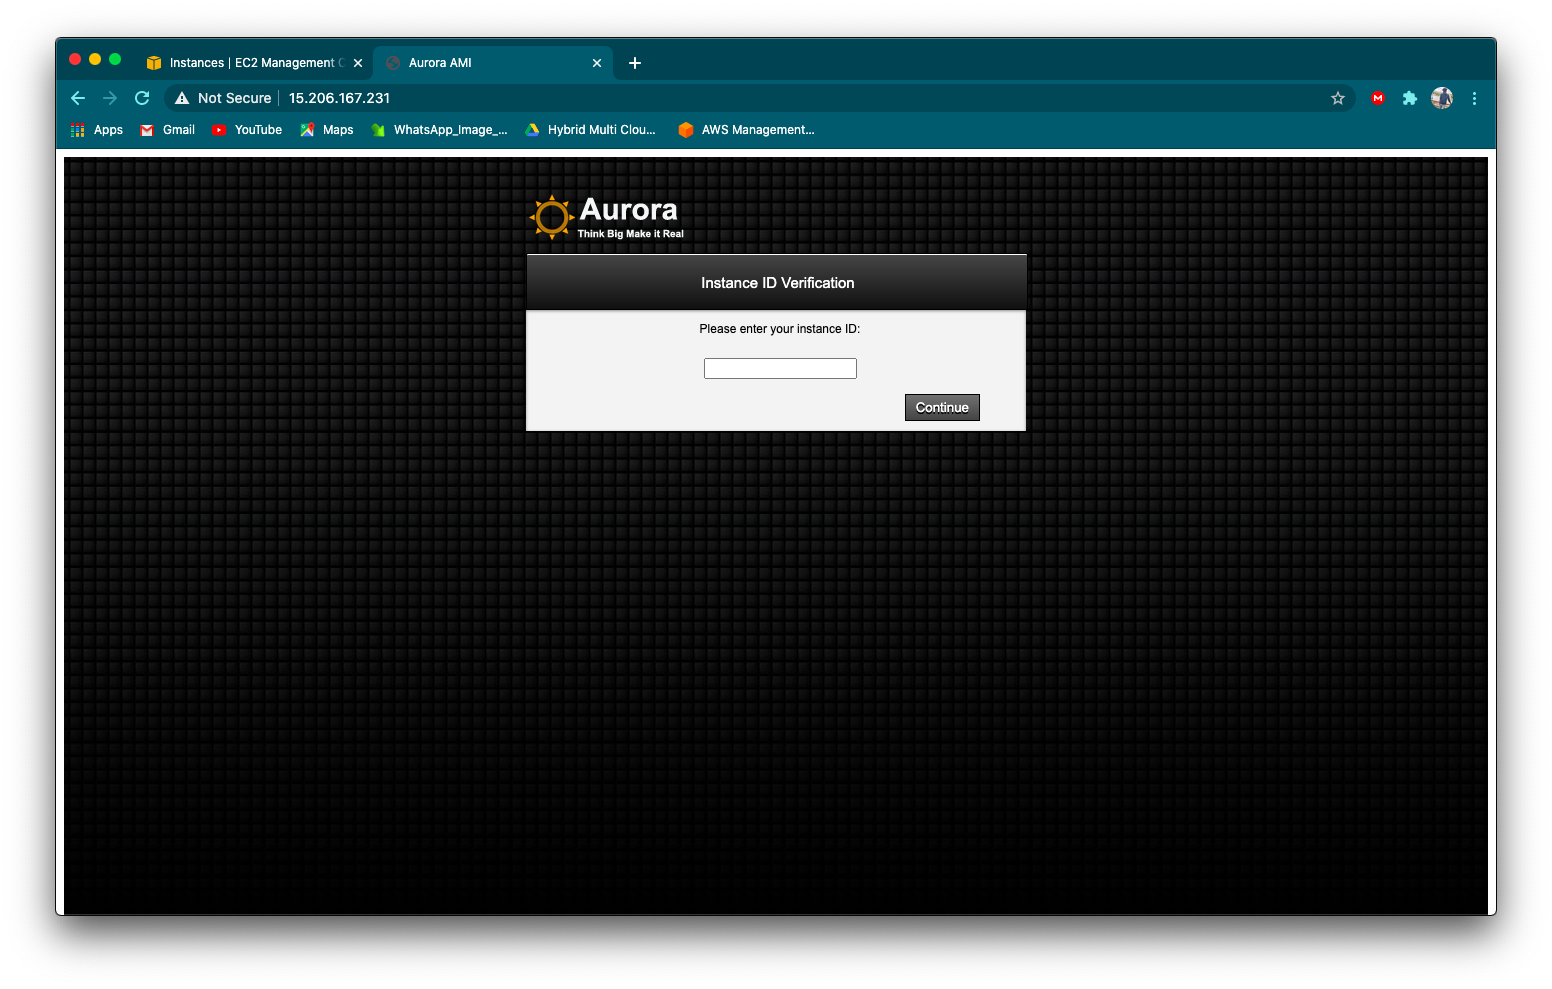 Instances | EC2 Management C
Aurora AMI
Not Secure
15.206.167.231
Apps
Gmail
YouTube
Maps
WhatsApp_Image_...
Hybrid Multi Clou...
AWS Management...
Aurora
Think Big Make it Real
Instance ID Verification
Please enter your instance ID:
Continue